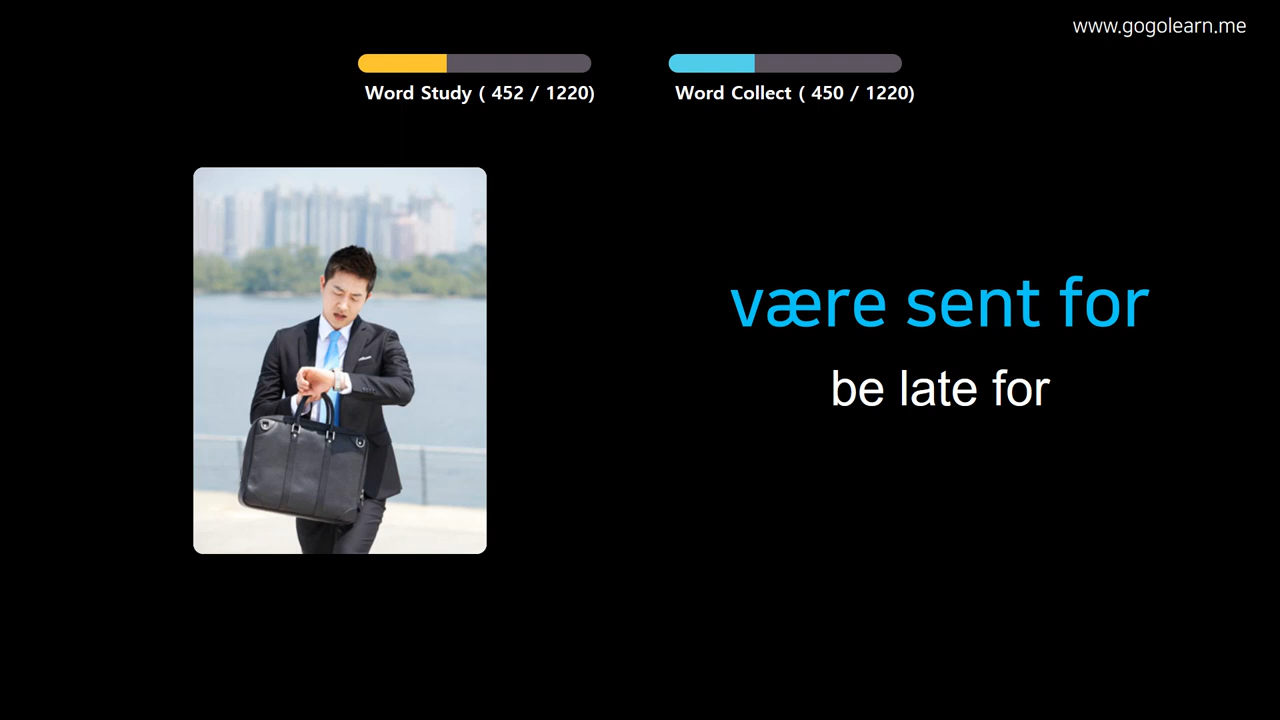 www.gogolearn.me
Word Study ( 452 / 1220)
Word Collect ( 450 / 1220)
være sent for
be late for